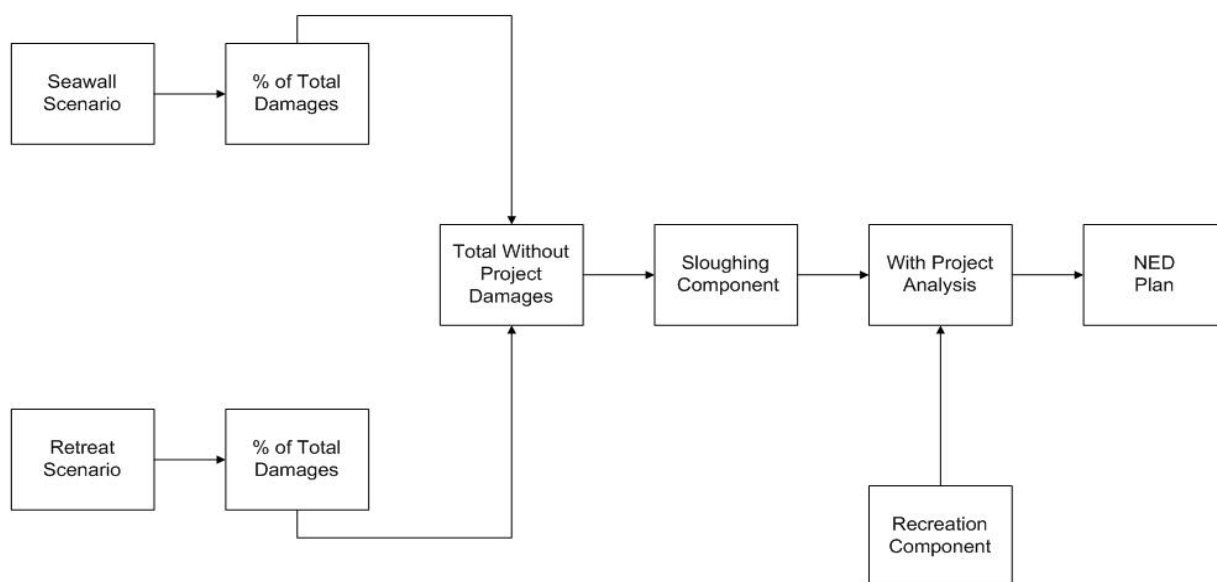 Seawall
Scenario
% of Total
Damages
Total Without
Project
Damages
Sloughing
Component
With Project
Analysis
NED
Plan
Retreat
Scenario
% of Total
Damages
Recreation
Component